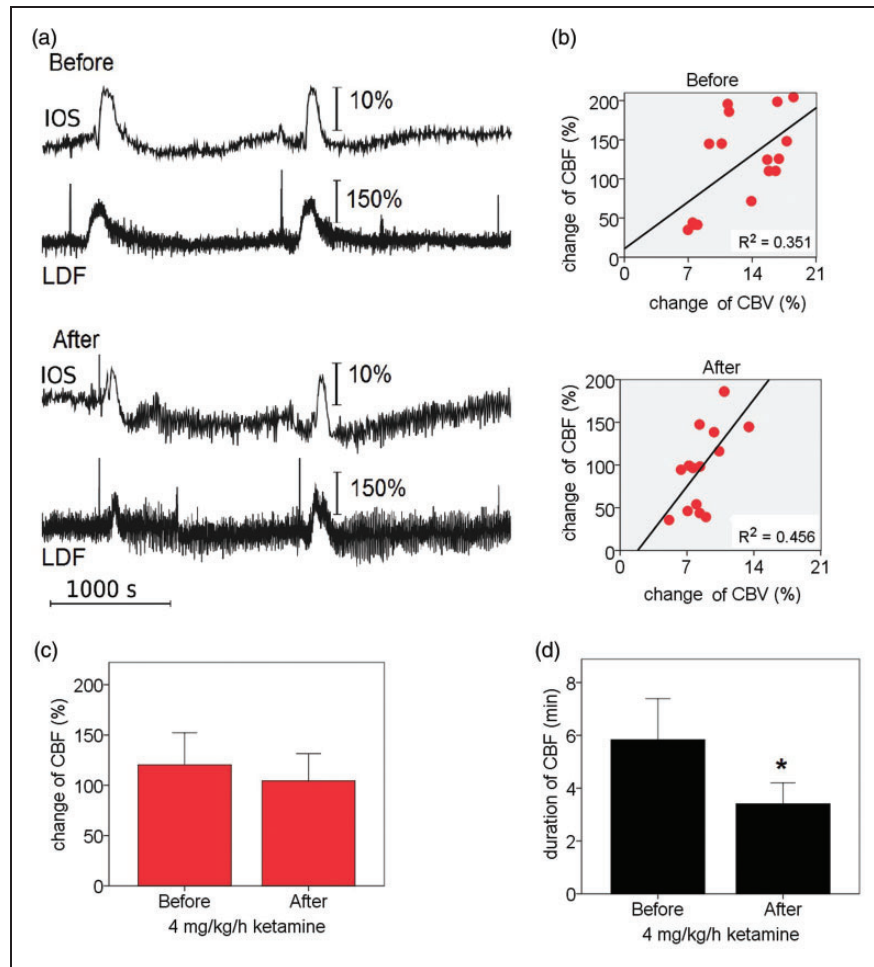 (a)
Before
IOS
10%
150%
LDF
After
IOS
10%
150%
LDF
1000 s
(b)
Before
change of CBF (%)
200
150
100
50
0
R² = 0.351
0 7 14 21
change of CBV (%)
After
change of CBF (%)
200
150
100
50
0
R² = 0.456
0 7 14 21
change of CBV (%)
(c)
change of CBF (%)
200
150
100
50
0
Before After
4 mg/kg/h ketamine
(d)
duration of CBF (min)
8
6
4
2
0
*
Before After
4 mg/kg/h ketamine